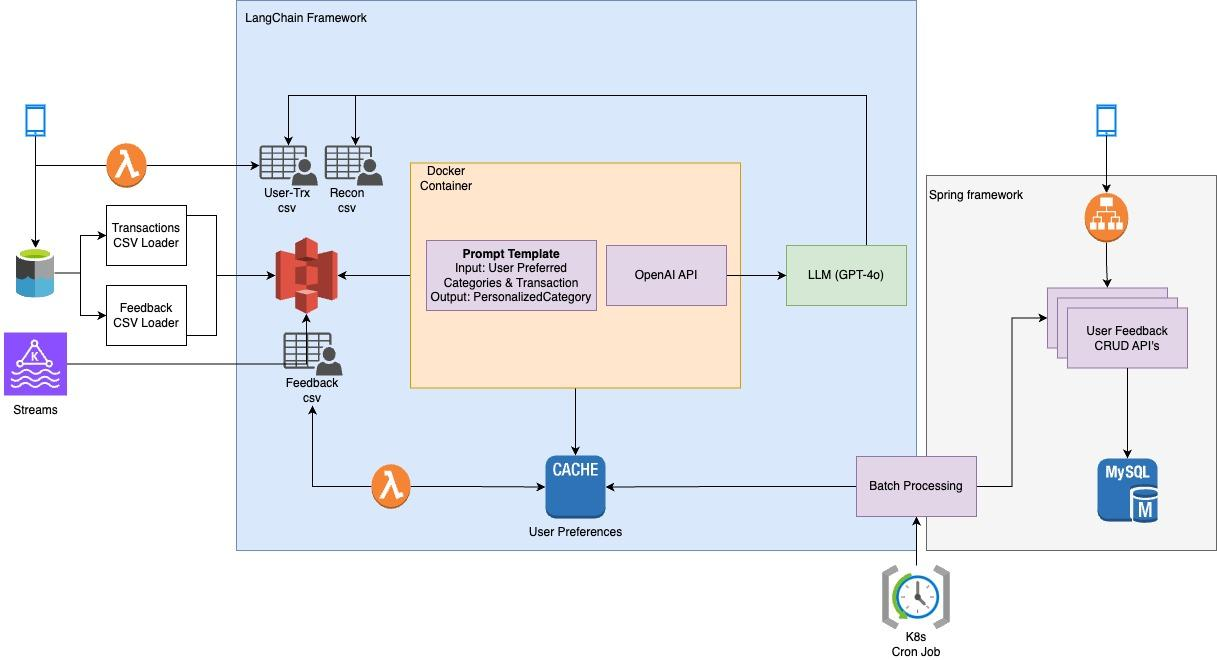 LangChain Framework
User-Trx
csv
Recon
csv
Docker
Container
Spring framework
Transactions
CSV Loader
Prompt Template
Input: User Preferred
Categories & Transaction
Output: PersonalizedCategory
OpenAI API
LLM (GPT-4o)
Feedback
CSV Loader
User Feedback
CRUD API's
K
Streams
Feedback
csv
CACHE
User Preferences
Batch Processing
MySQL
M
K8s
Cron Job